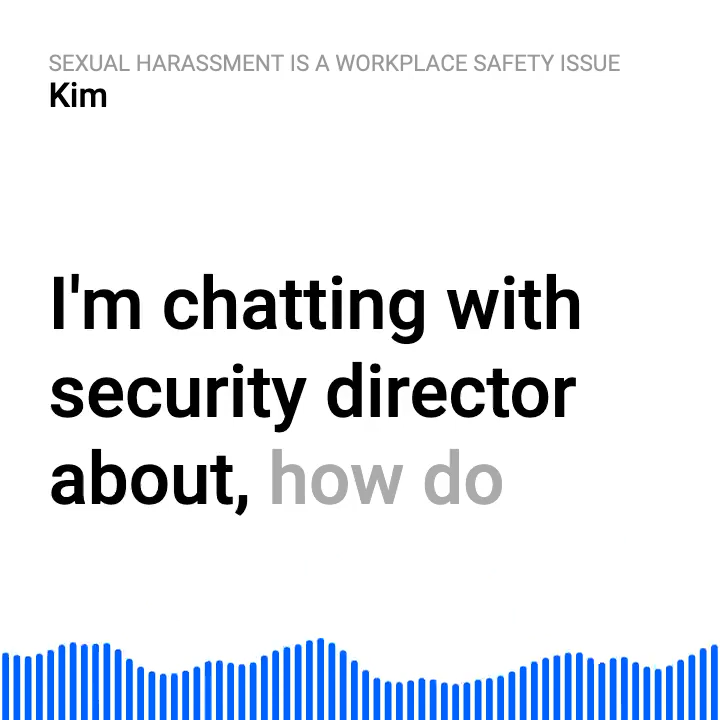 SEXUAL HARASSMENT IS A WORKPLACE SAFETY ISSUE
Kim
I'm chatting with
security director
about, how do